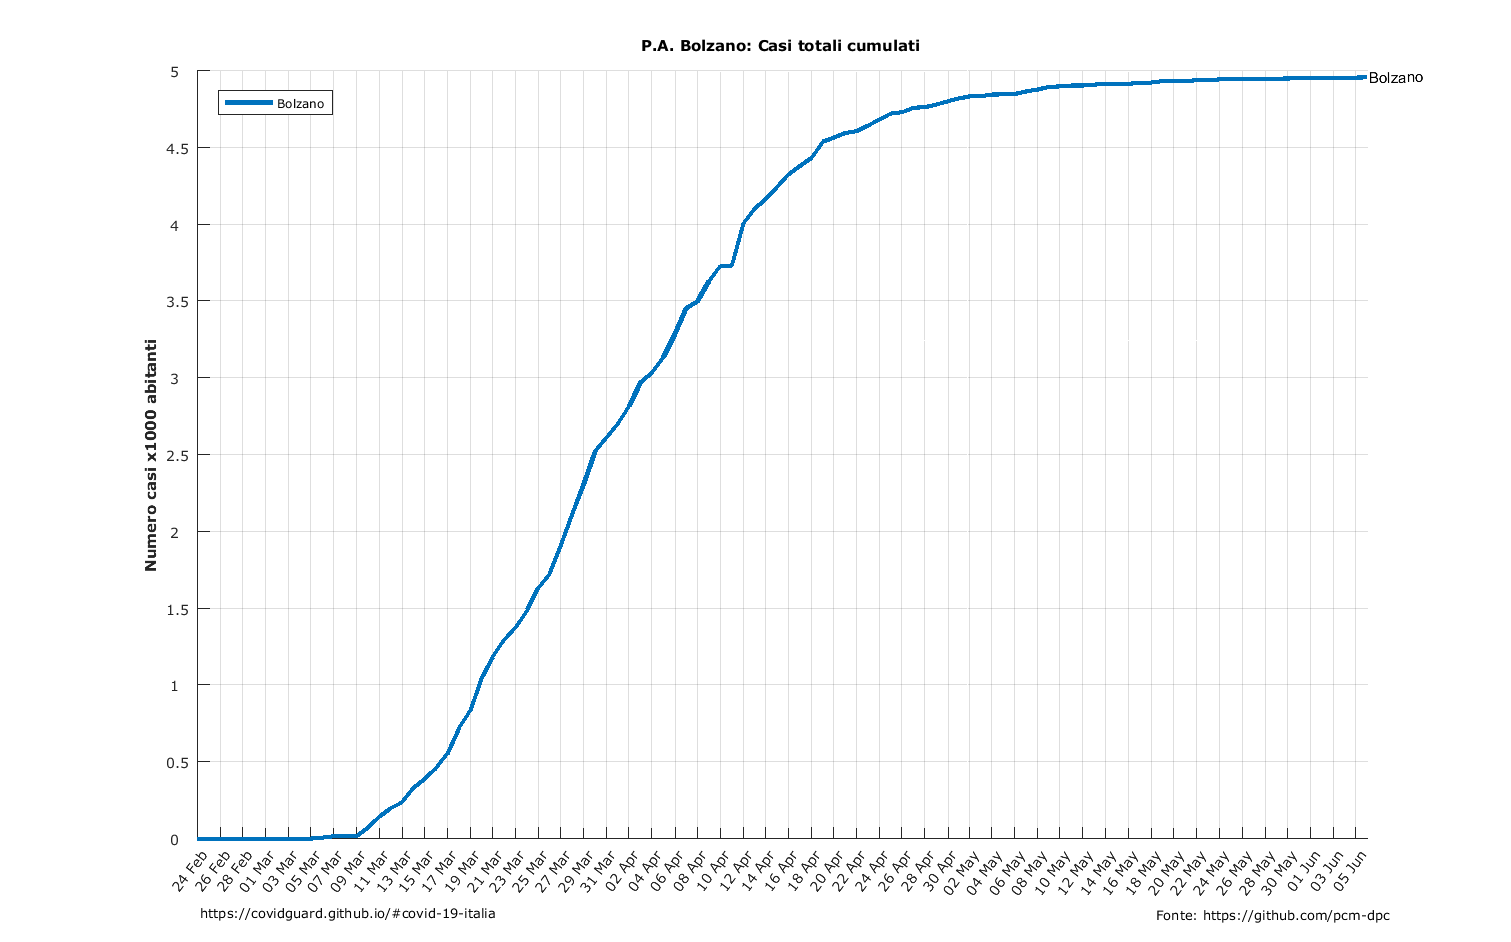 P.A. Bolzano: Casi totali cumulati
Bolzano
Bolzano
Numero casi x1000 abitanti
5
4.5
4
3.5
3
2.5
2
1.5
1
0.5
0
24 Feb
26 Feb
28 Feb
01 Mar
03 Mar
05 Mar
07 Mar
09 Mar
11 Mar
13 Mar
15 Mar
17 Mar
19 Mar
21 Mar
23 Mar
25 Mar
27 Mar
29 Mar
31 Mar
02 Apr
04 Apr
06 Apr
08 Apr
10 Apr
12 Apr
14 Apr
16 Apr
18 Apr
20 Apr
22 Apr
24 Apr
26 Apr
28 Apr
30 Apr
02 May
04 May
06 May
08 May
10 May
12 May
14 May
16 May
18 May
20 May
22 May
24 May
26 May
28 May
30 May
01 Jun
03 Jun
05 Jun
https://covidguard.github.io/#covid-19-italia
Fonte: https://github.com/pcm-dpc